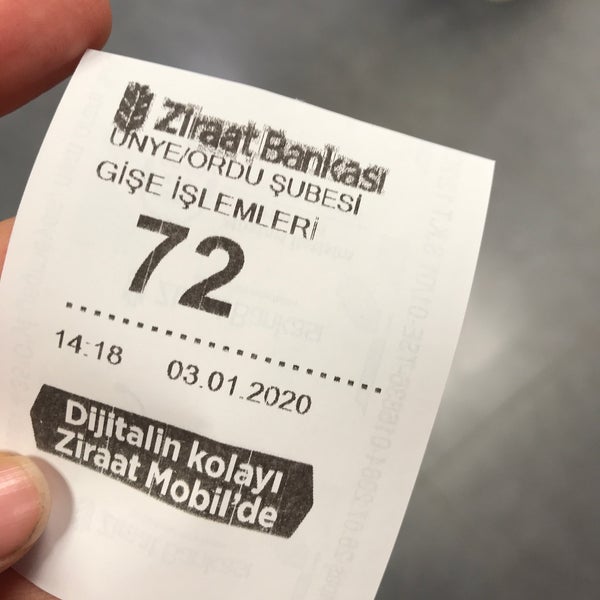 Ziraat Bankası
ÜNYE/ORDU ŞUBESİ
GİŞE İŞLEMLERİ
72
14:18 03.01.2020
Dijitalin kolayı
Ziraat Mobil'de